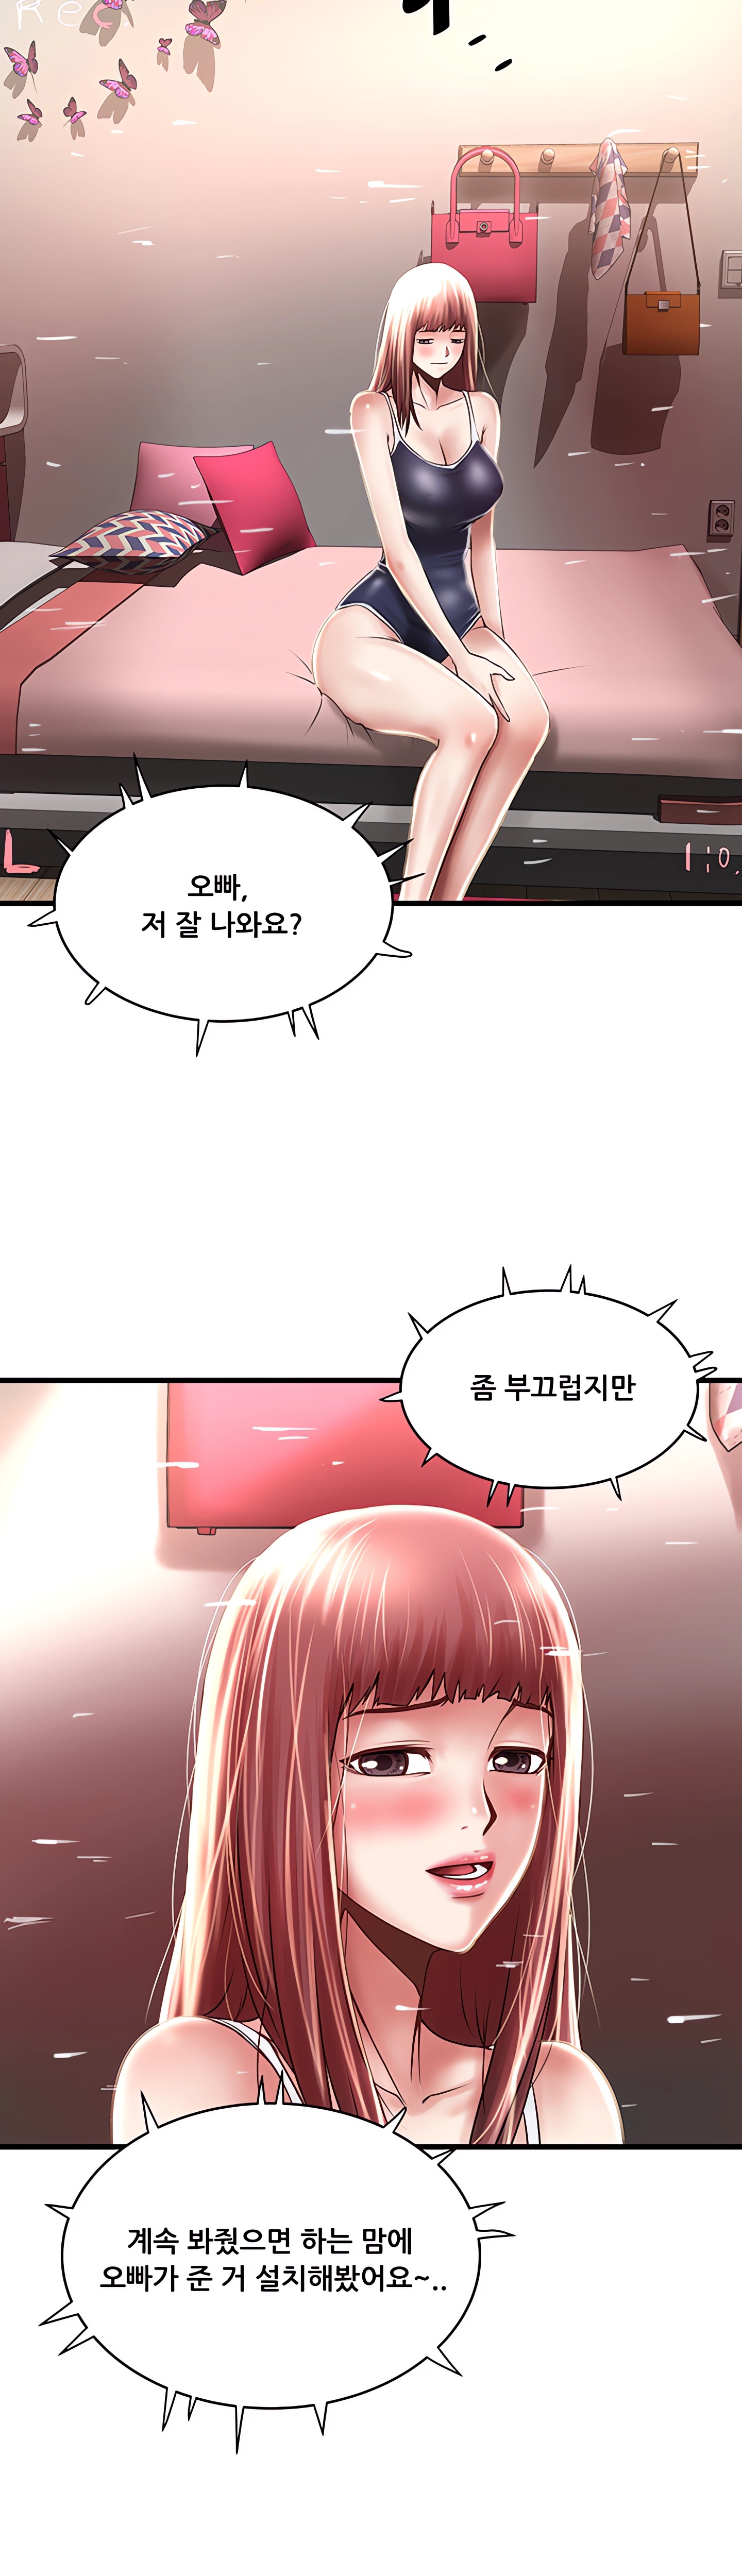 Rec
오빠,
저 잘 나와요?
좀 부끄럽지만
계속 봐줬으면 하는 맘에
오빠가 준 거 설치해봤어요~..